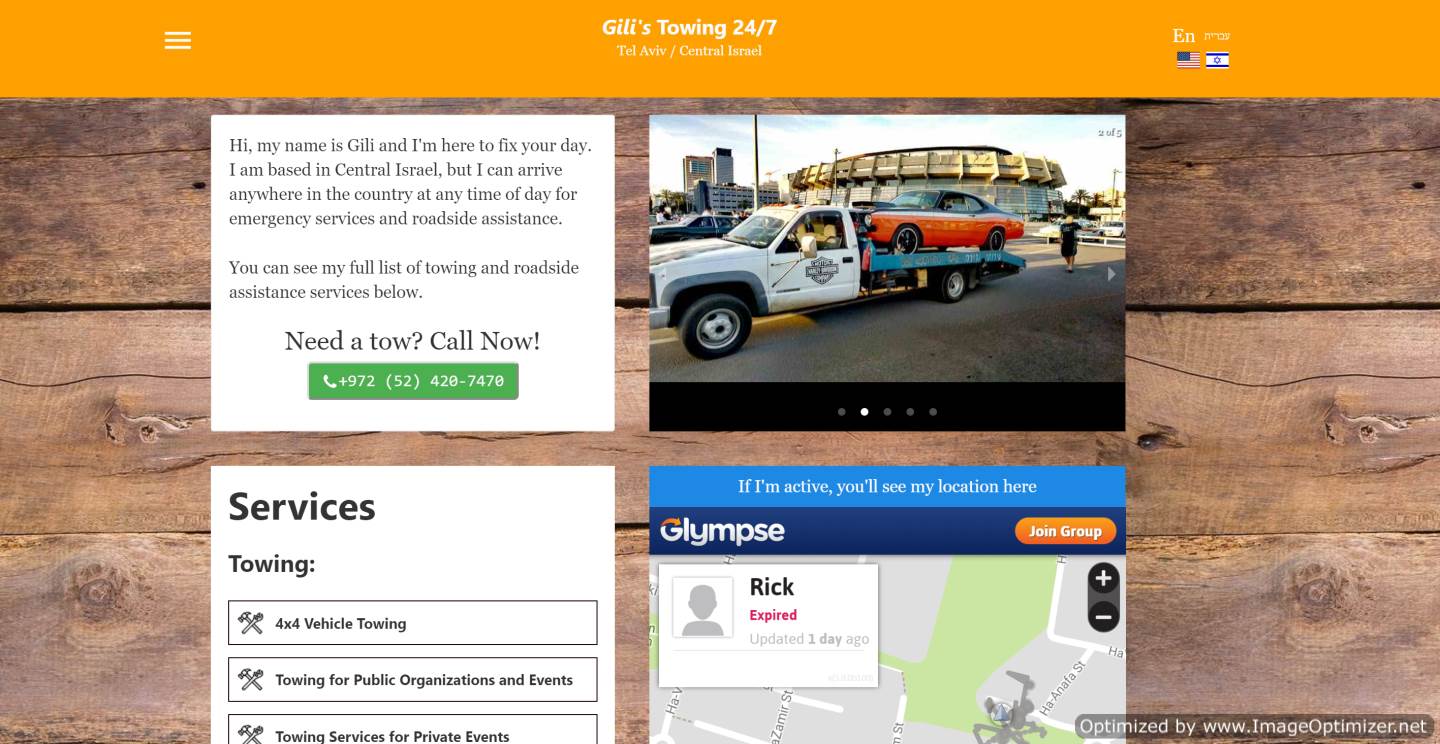 Gili's Towing 24/7
Tel Aviv / Central Israel
En עברית
Hi, my name is Gili and I'm here to fix your day.
I am based in Central Israel, but I can arrive
anywhere in the country at any time of day for
emergency services and roadside assistance.
You can see my full list of towing and roadside
assistance services below.
Need a tow? Call Now!
+972 (52) 420-7470
2 of 5
HARLEY-DAVIDSON
Services
Towing:
4x4 Vehicle Towing
Towing for Public Organizations and Events
Towing Services for Private Events
If I'm active, you'll see my location here
Glympse
Join Group
Rick
Expired
Updated 1 day ago
Ha-Anafa St
HaZamir St
Optimized by www.ImageOptimizer.net